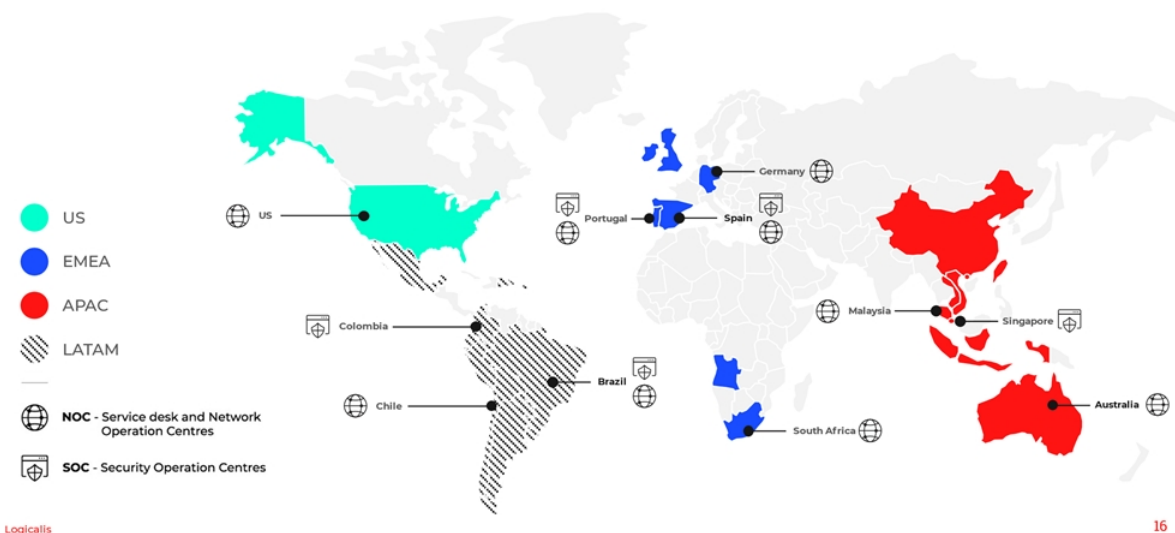 US
EMEA
APAC
LATAM
NOC - Service desk and Network
Operation Centres
SOC - Security Operation Centres
US
Colombia
Chile
Brazil
Portugal
Spain
Germany
South Africa
Malaysia
Singapore
Australia
Logicalis
16